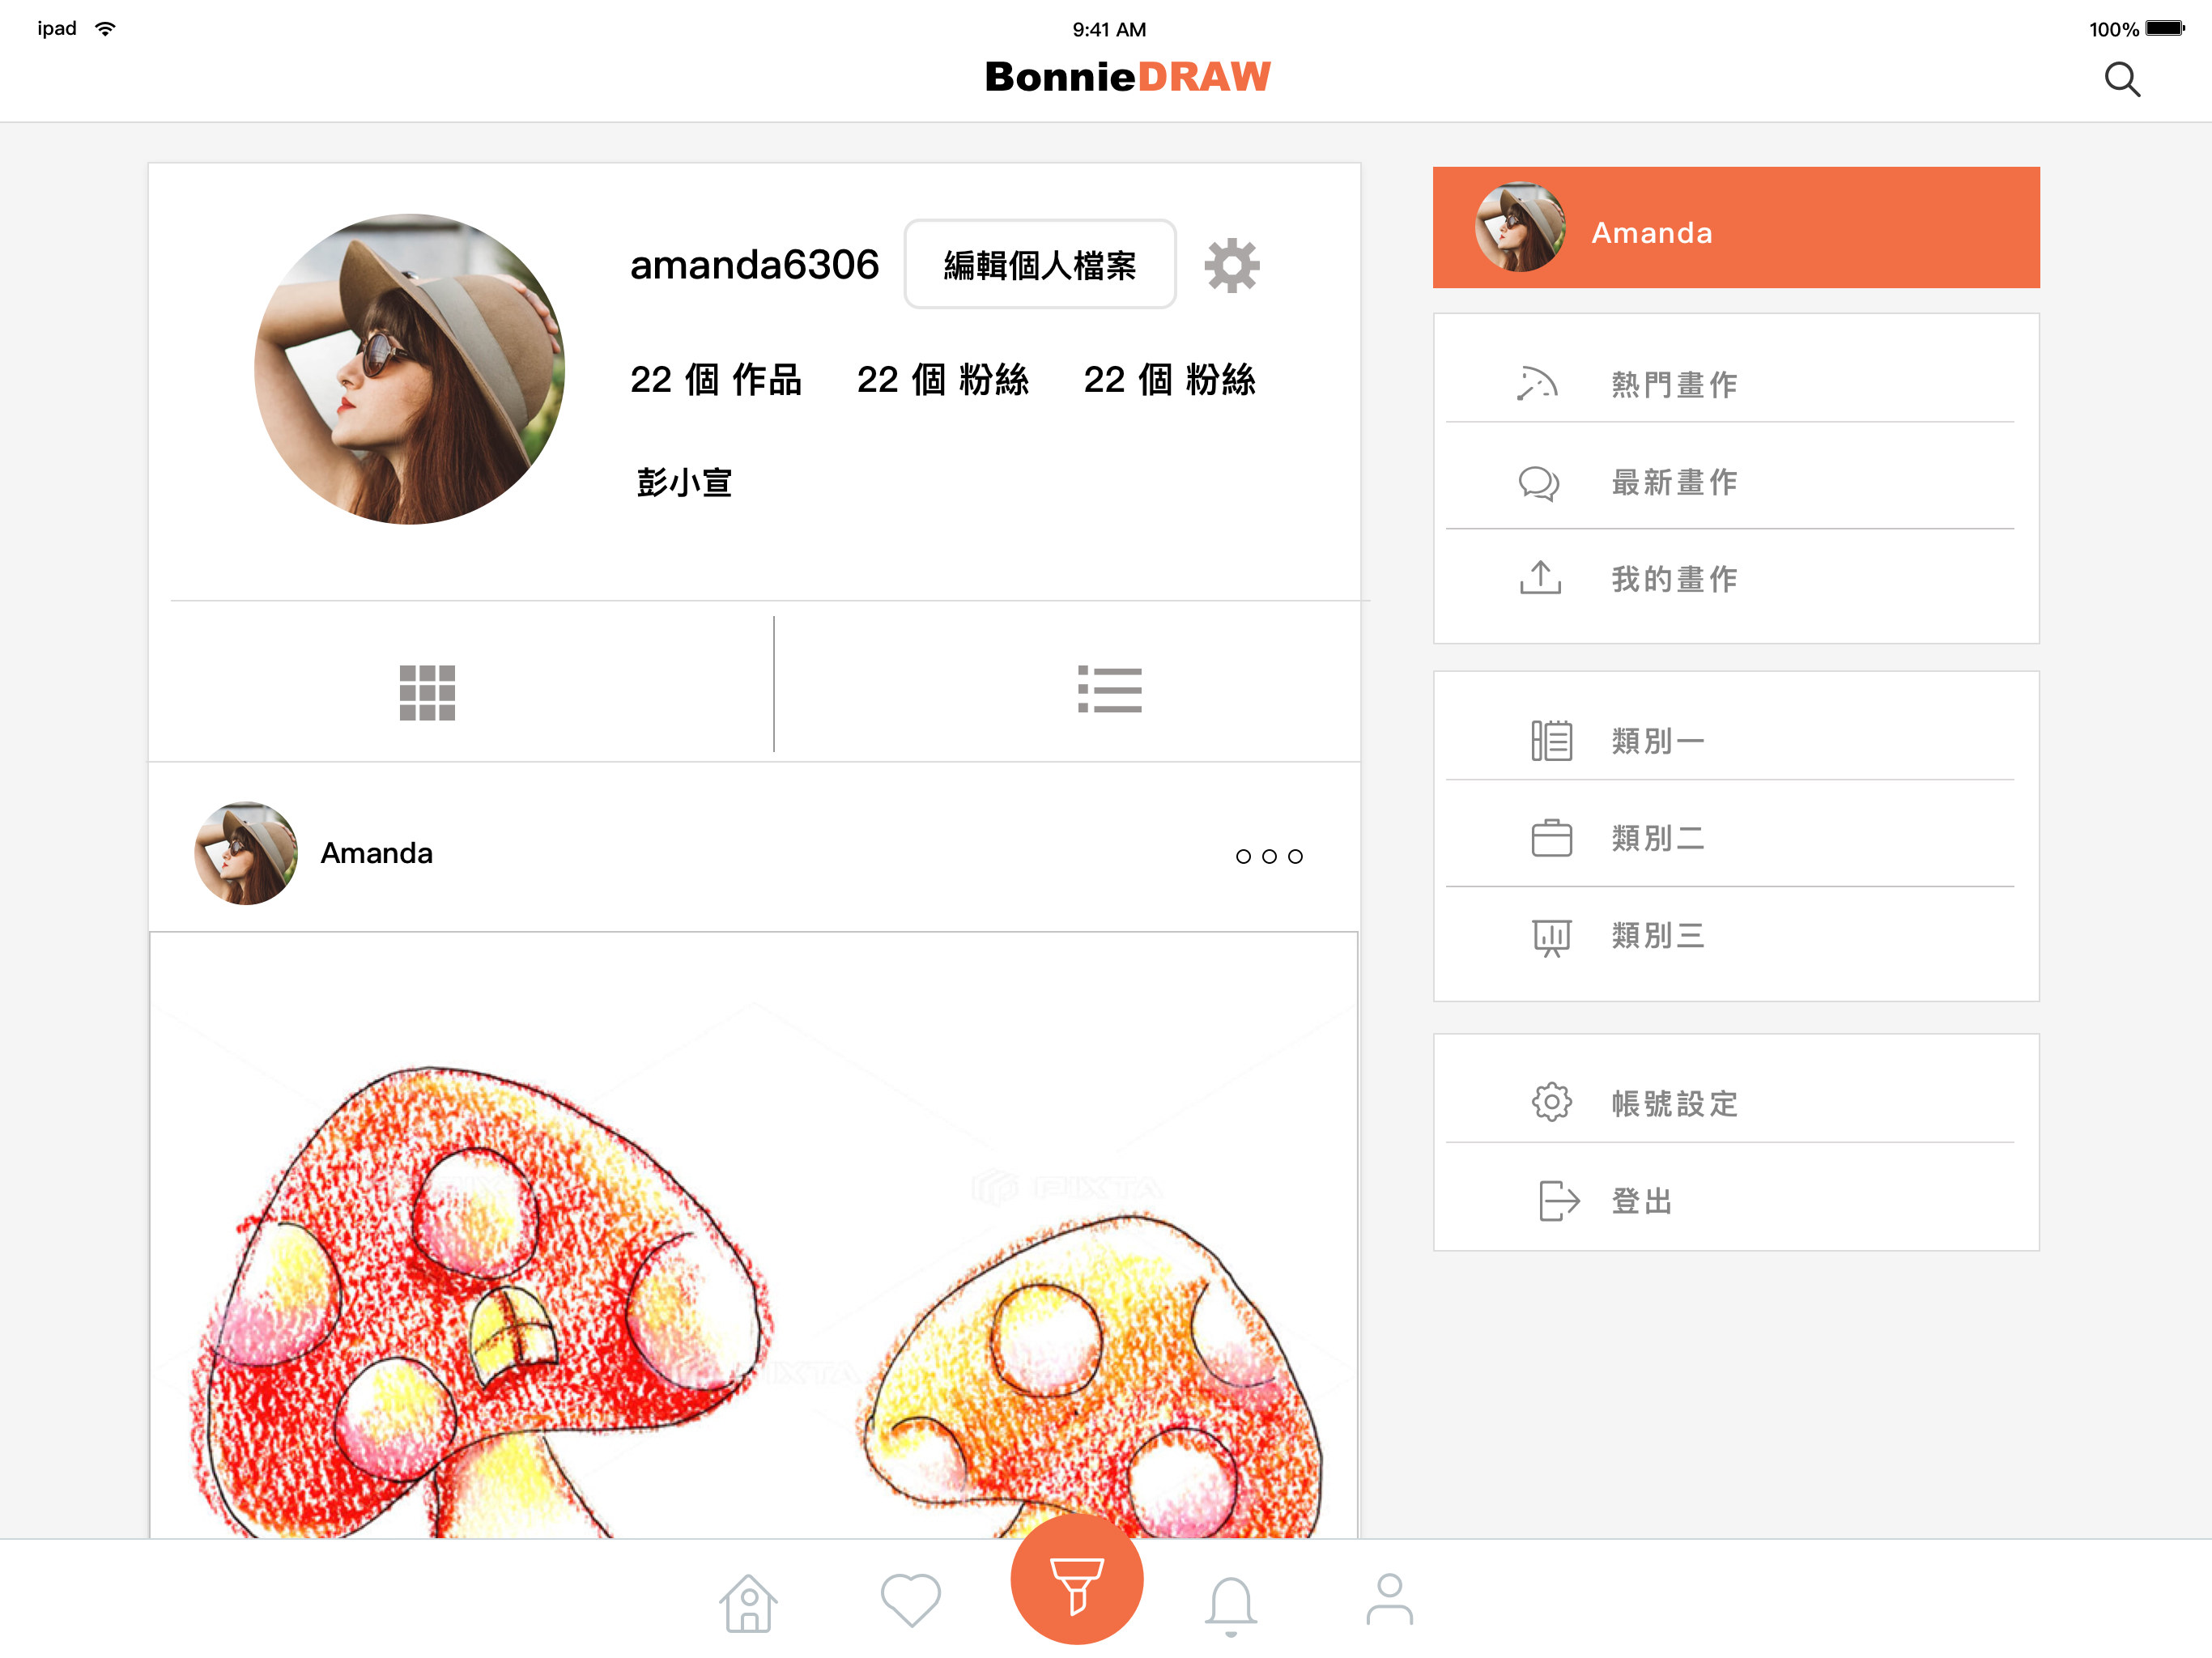 ipad 9:41 AM 100%
BonnieDRAW
amanda6306 編輯個人檔案
22 個 作品 22 個 粉絲 22 個 粉絲
彭小宣
Amanda
Amanda
熱門畫作
最新畫作
我的畫作
類別一
類別二
類別三
帳號設定
登出
PIXTA
PIXTA